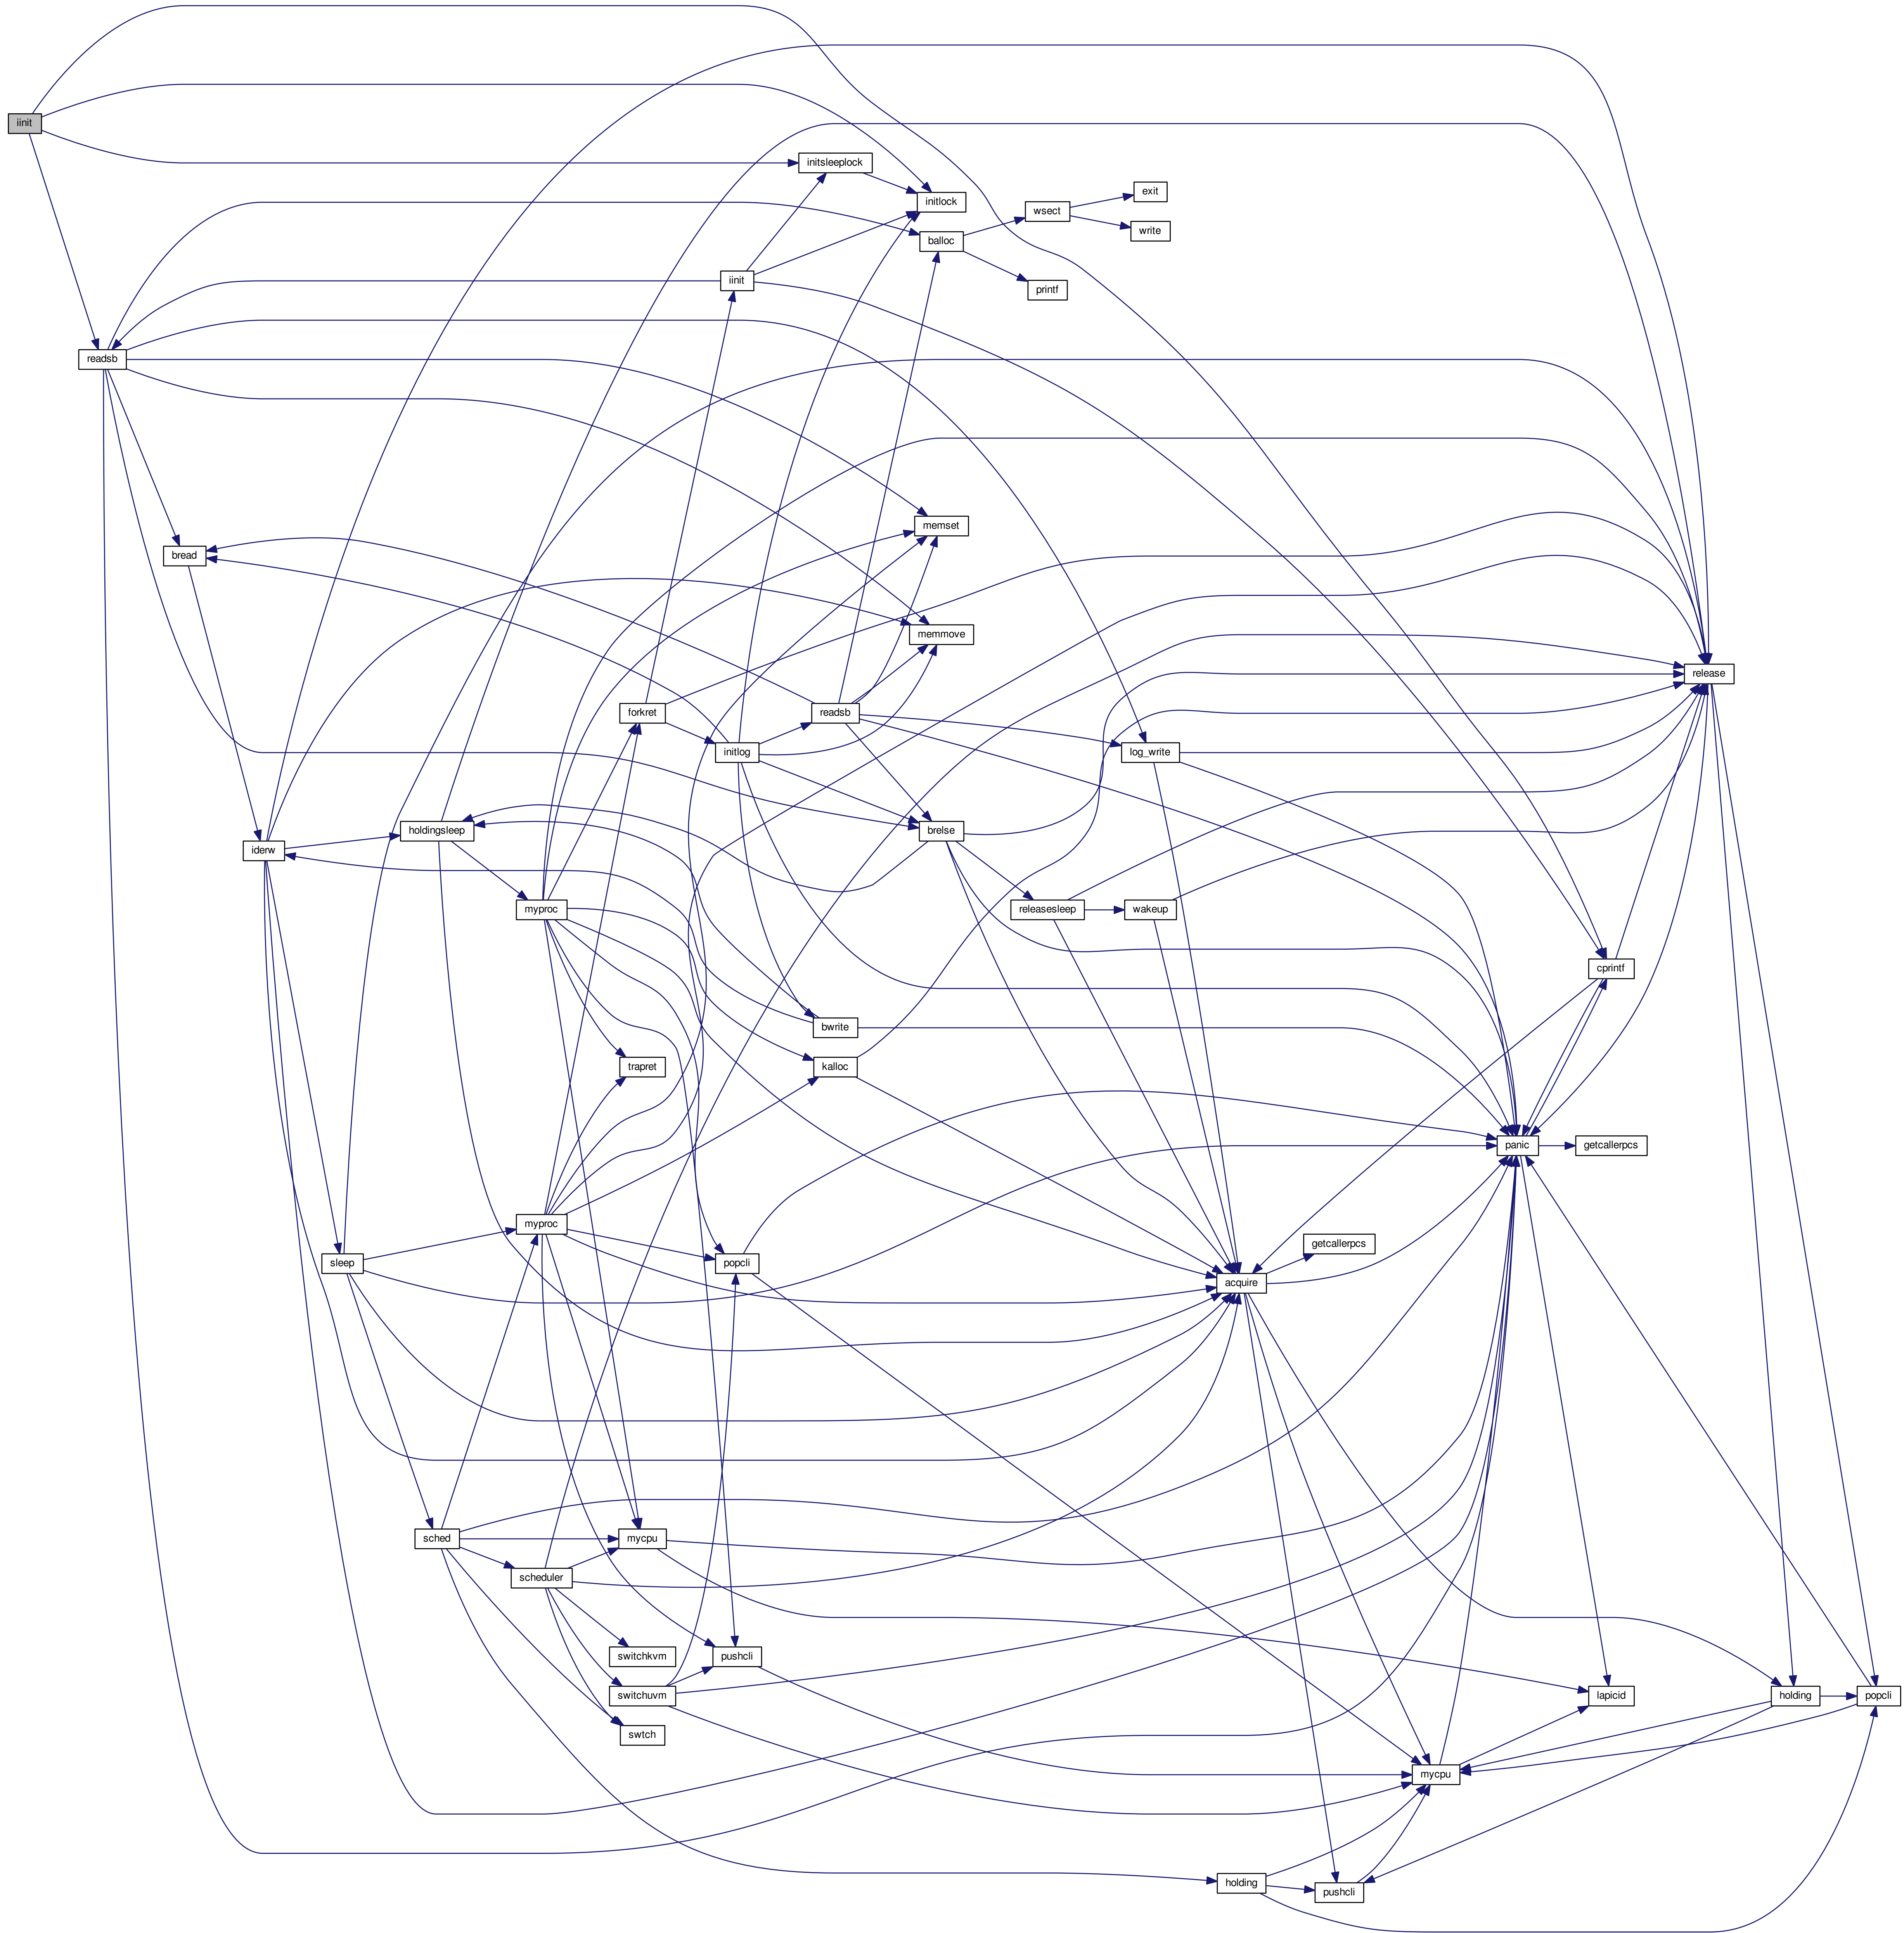 iinit
initsleeplock
exit
initlock
wsect
write
balloc
iinit
printf
readsb
memset
bread
memmove
release
forkret
readsb
initlog
log_write
holdingsleep
brelse
iderw
myproc
releasesleep
wakeup
cprintf
bwrite
trapret
kalloc
panic
getcallerpcs
myproc
getcallerpcs
sleep
popcli
acquire
sched
mycpu
scheduler
switchkvm
pushcli
switchuvm
lapicid
holding
popcli
swtch
mycpu
holding
pushcli